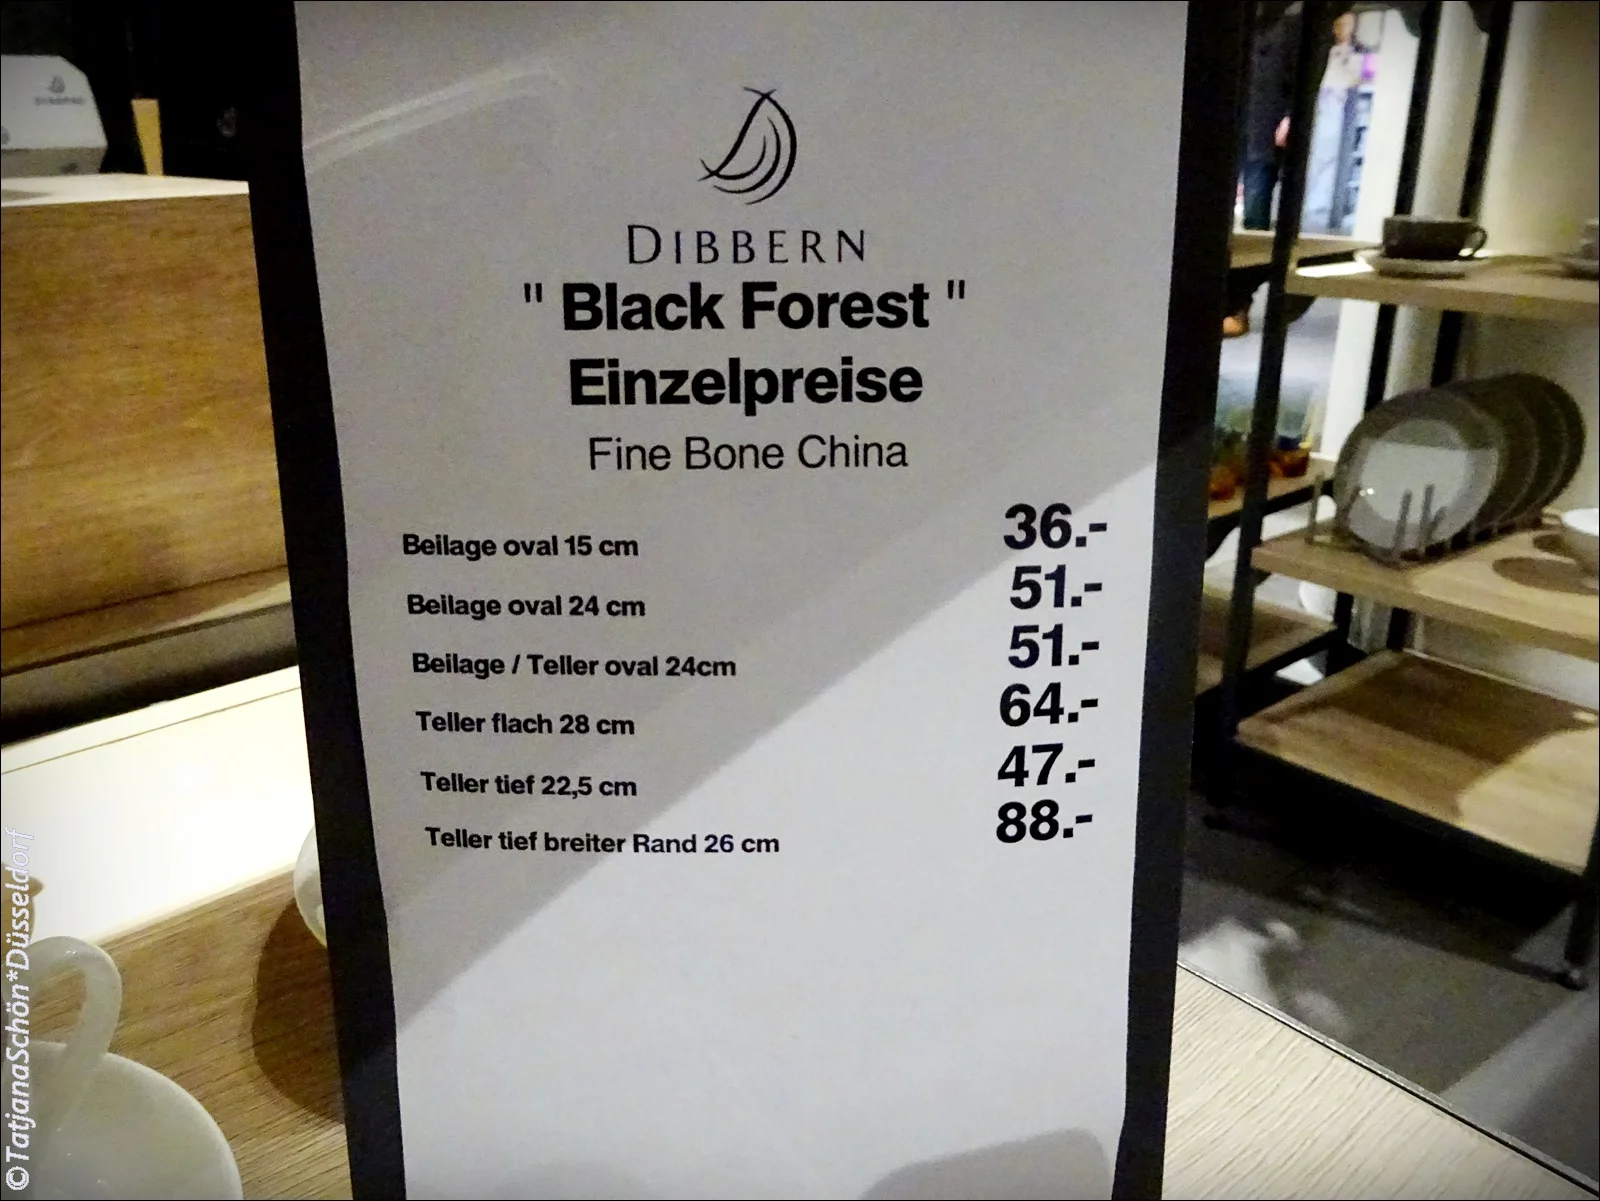 DIBBERN
" Black Forest "
Einzelpreise
Fine Bone China
Beilage oval 15 cm 36.-
Beilage oval 24 cm 51.-
Beilage / Teller oval 24cm 51.-
Teller flach 28 cm 64.-
Teller tief 22,5 cm 47.-
Teller tief breiter Rand 26 cm 88.-
©TatjanaSchön*Düsseldorf